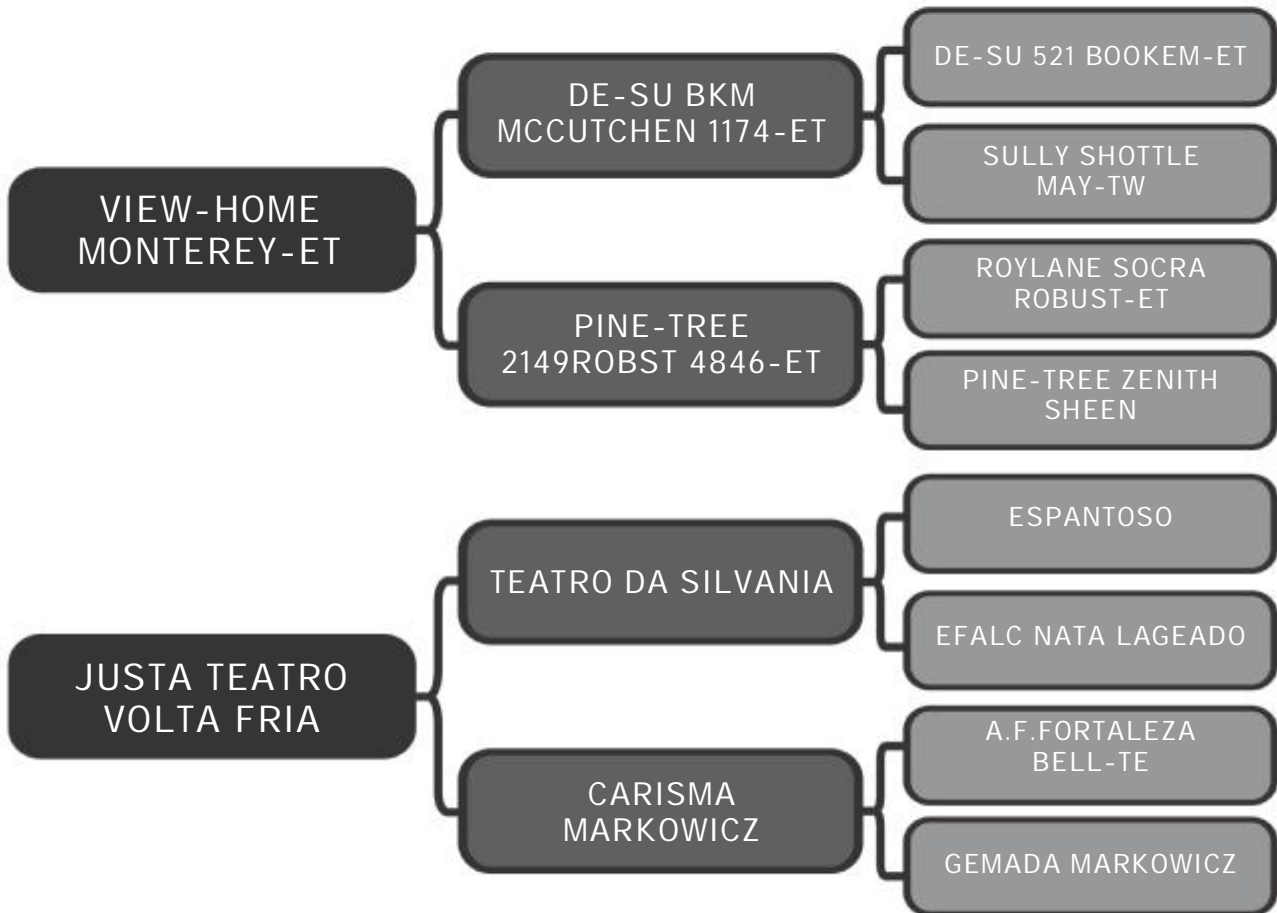 VIEW-HOME
MONTEREY-ET
DE-SU BKM
MCCUTCHEN 1174-ET
DE-SU 521 BOOKEM-ET
SULLY SHOTTLE
MAY-TW
PINE-TREE
2149ROBST 4846-ET
ROYLANE SOCRA
ROBUST-ET
PINE-TREE ZENITH
SHEEN
JUSTA TEATRO
VOLTA FRIA
TEATRO DA SILVANIA
ESPANTOSO
EFALC NATA LAGEADO
CARISMA
MARKOWICZ
A.F.FORTALEZA
BELL-TE
GEMADA MARKOWICZ